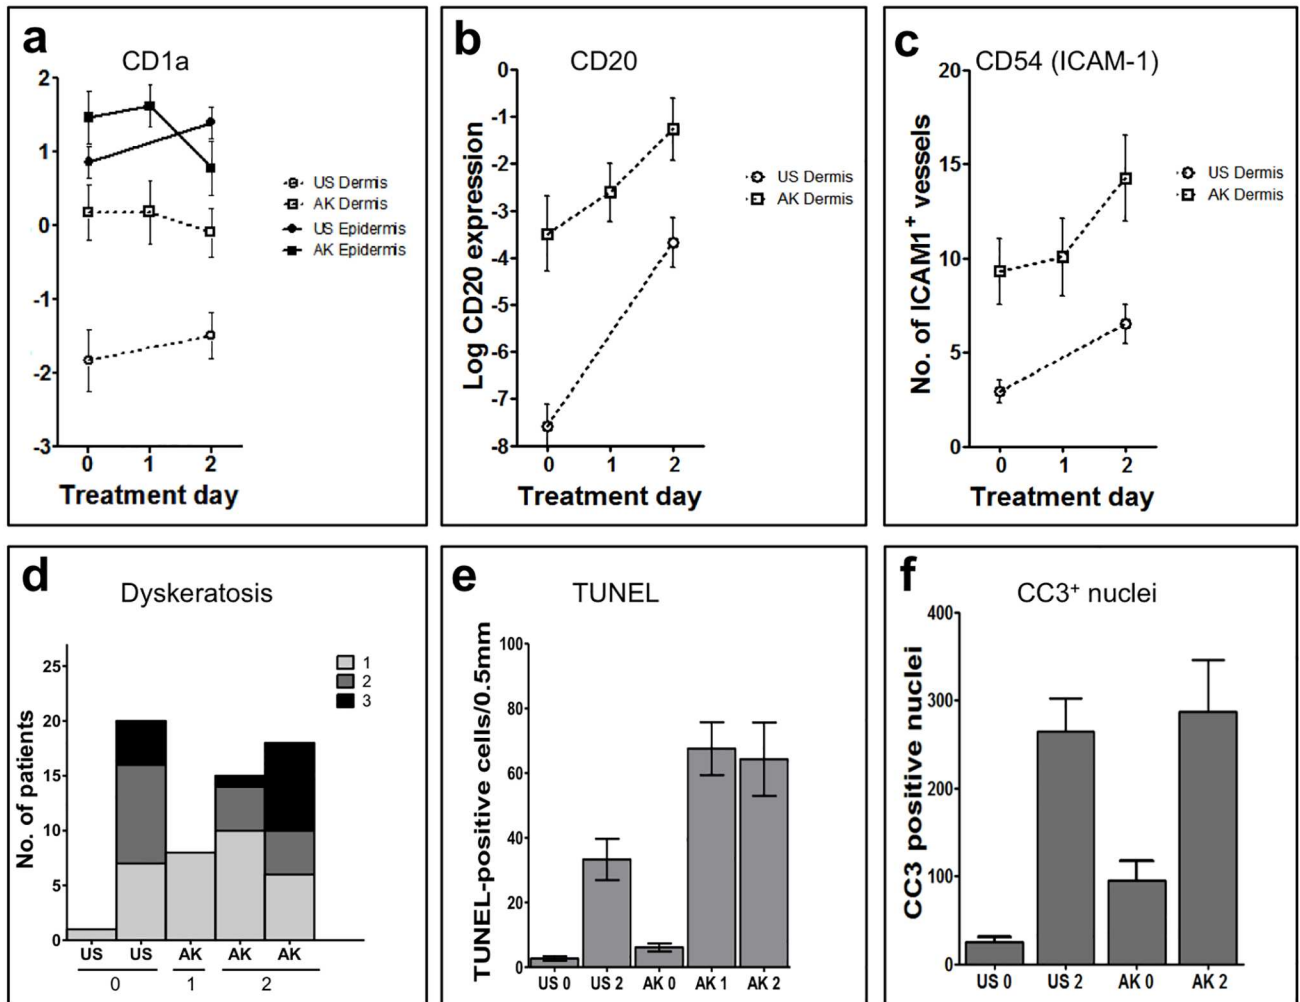 a
CD1a
2
1
0
-1
-2
-3
0 1 2
Treatment day
US Dermis
AK Dermis
US Epidermis
AK Epidermis
b
CD20
Log CD20 expression
0
-1
-2
-3
-4
-5
-6
-7
-8
0 1 2
Treatment day
US Dermis
AK Dermis
c
CD54 (ICAM-1)
No. of ICAM1⁺ vessels
20
15
10
5
0
0 1 2
Treatment day
US Dermis
AK Dermis
d
Dyskeratosis
No. of patients
25
20
15
10
5
0
1
2
3
US US AK AK AK
0 1 2
e
TUNEL
TUNEL-positive cells/0.5mm
100
80
60
40
20
0
US 0 US 2 AK 0 AK 1 AK 2
f
CC3⁺ nuclei
CC3 positive nuclei
400
300
200
100
0
US 0 US 2 AK 0 AK 2